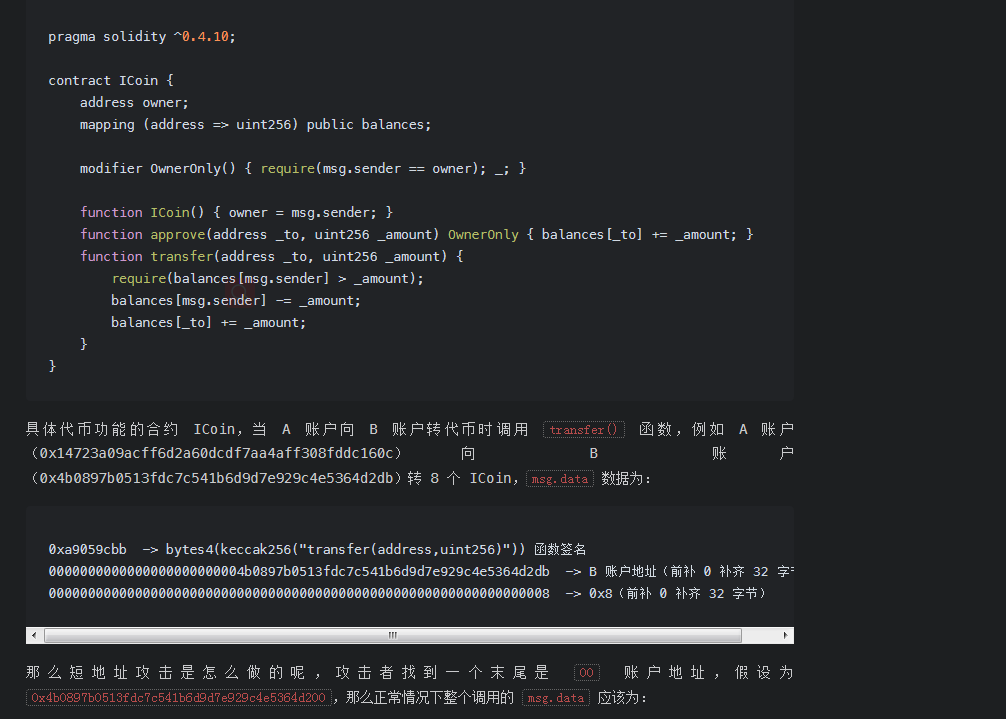 pragma solidity ^0.4.10;
contract ICoin {
address owner;
mapping (address => uint256) public balances;
modifier OwnerOnly() { require(msg.sender == owner); _; }
function ICoin() { owner = msg.sender; }
function approve(address _to, uint256 _amount) OwnerOnly { balances[_to] += _amount; }
function transfer(address _to, uint256 _amount) {
require(balances[msg.sender] > _amount);
balances[msg.sender] -= _amount;
balances[_to] += _amount;
}
}
具体代币功能的合约 ICoin，当 A 账户向 B 账户转代币时调用 transfer() 函数，例如 A 账户
（0x14723a09acff6d2a60dcdf7aa4aff308fddc160c） 向 B 账 户
（0x4b0897b0513fdc7c541b6d9d7e929c4e5364d2db）转 8 个 ICoin，msg.data 数据为：
0xa9059cbb -> bytes4(keccak256("transfer(address,uint256)")) 函数签名
0000000000000000000000004b0897b0513fdc7c541b6d9d7e929c4e5364d2db -> B 账户地址（前补 0 补齐 32 字
0000000000000000000000000000000000000000000000000000000000000008 -> 0x8（前补 0 补齐 32 字节）
那么短地址攻击是怎么做的呢，攻击者找到一个末尾是 00 账户地址，假设为
0x4b0897b0513fdc7c541b6d9d7e929c4e5364d200，那么正常情况下整个调用的 msg.data 应该为：